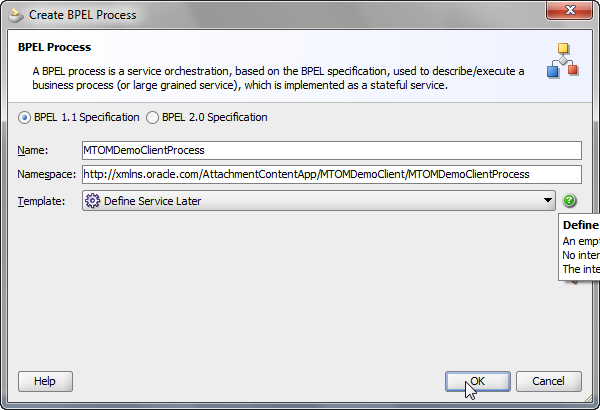 Create BPEL Process
BPEL Process
A BPEL process is a service orchestration, based on the BPEL specification, used to describe/execute a
business process (or large grained service), which is implemented as a stateful service.
BPEL 1.1 Specification BPEL 2.0 Specification
Name: MTOMDemoClientProcess
Namespace: http://xmlns.oracle.com/AttachmentContentApp/MTOMDemoClient/MTOMDemoClientProcess
Template: Define Service Later
Define
An empt
No inter
The inte
Help OK Cancel